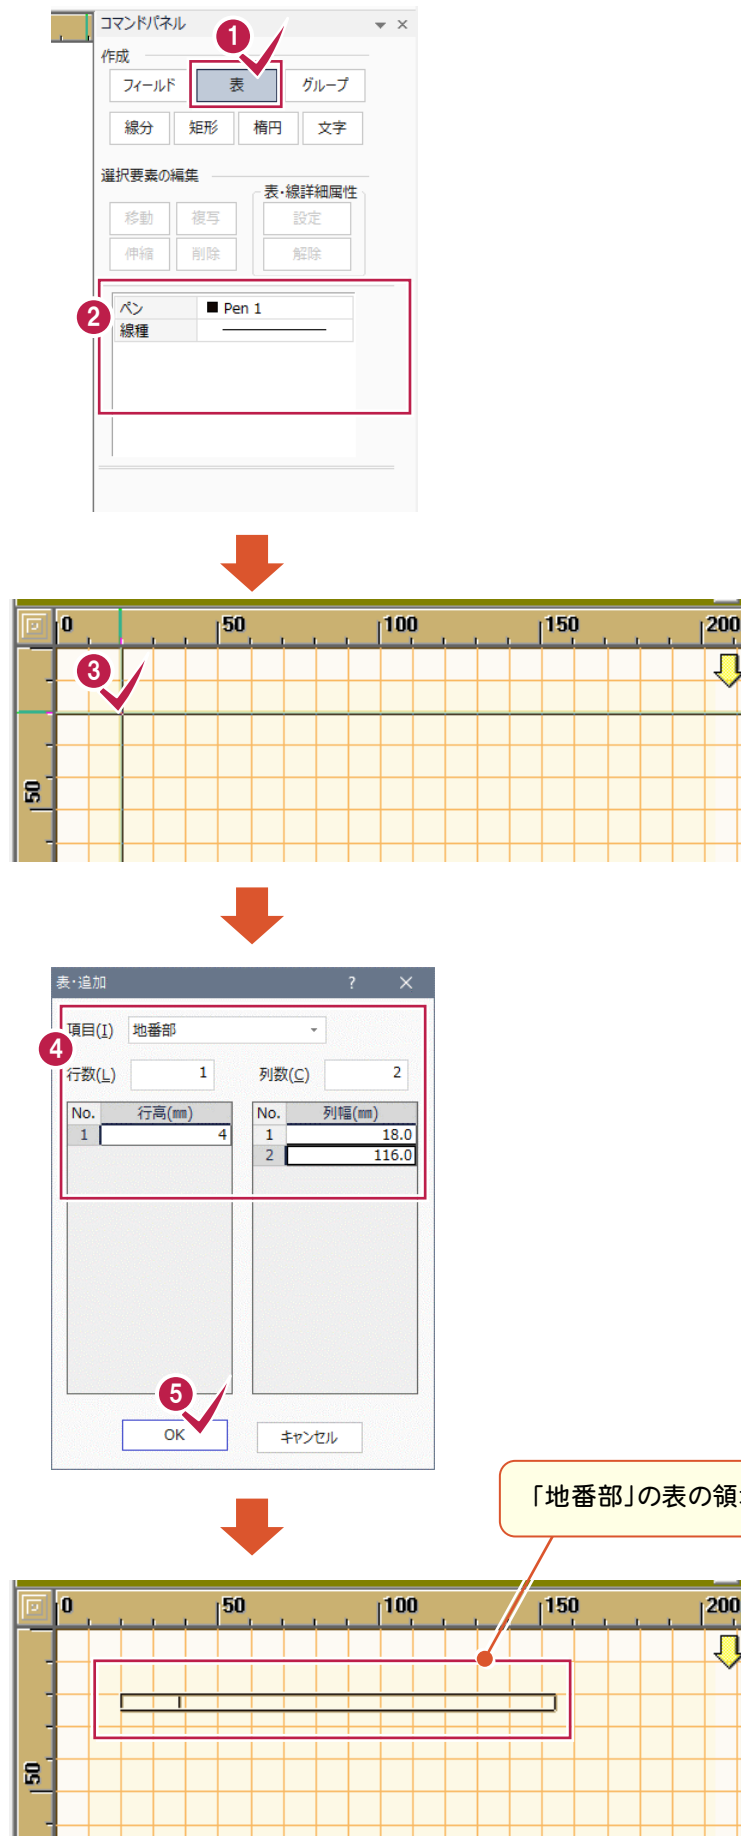 コマンドパネル
1
作成
フィールド 表 グループ
線分 矩形 楕円 文字
選択要素の編集
表・線詳細属性
移動 複写 設定
伸縮 削除 解除
2
ペン Pen 1
線種
0 50 100 150 200
3
50
表・追加 ? ×
4
項目(I) 地番部
行数(L) 1 列数(C) 2
No. 行高(㎜) No. 列幅(㎜)
1 4 1 18.0
2 116.0
5
OK キャンセル
「地番部」の表の領
0 50 100 150 200
50